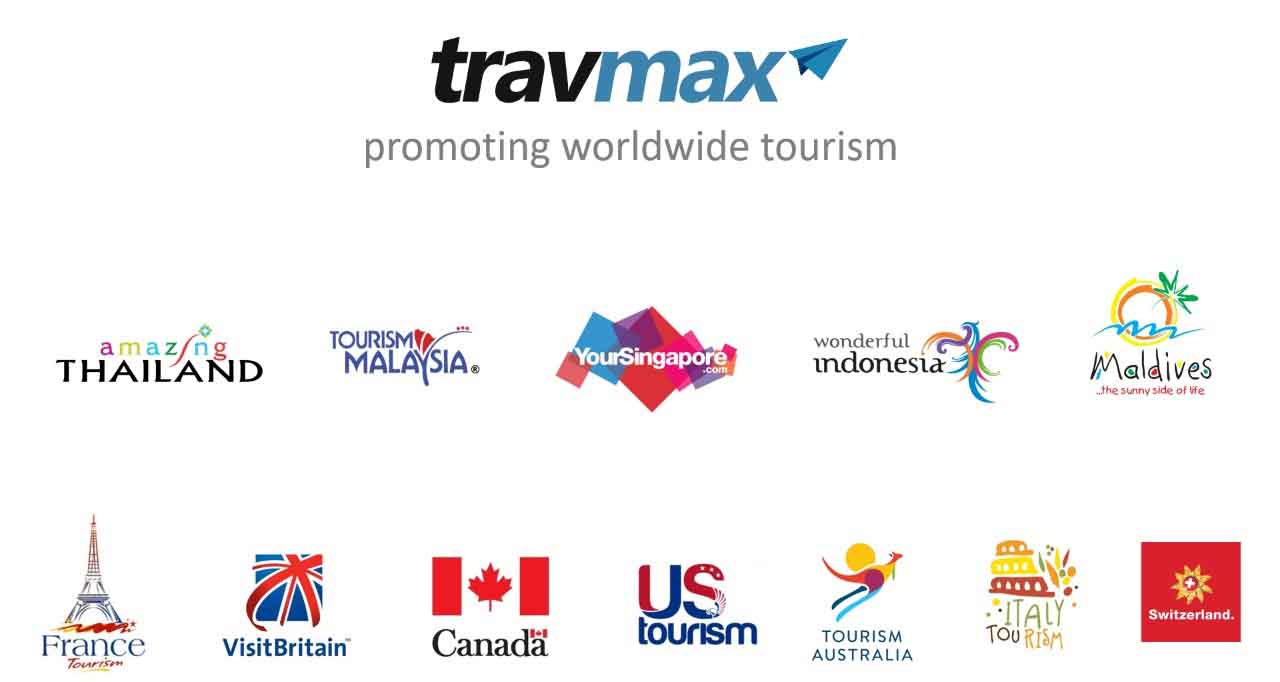 travmax
promoting worldwide tourism
amazing
THAILAND
TOURISM
MALAYSIA®
YourSingapore
.com
wonderful
indonesia
Maldives
...the sunny side of life
France
Tourism
VisitBritain™
Canada
US
tourism
TOURISM
AUSTRALIA
ITALY
TOURISM
Switzerland.